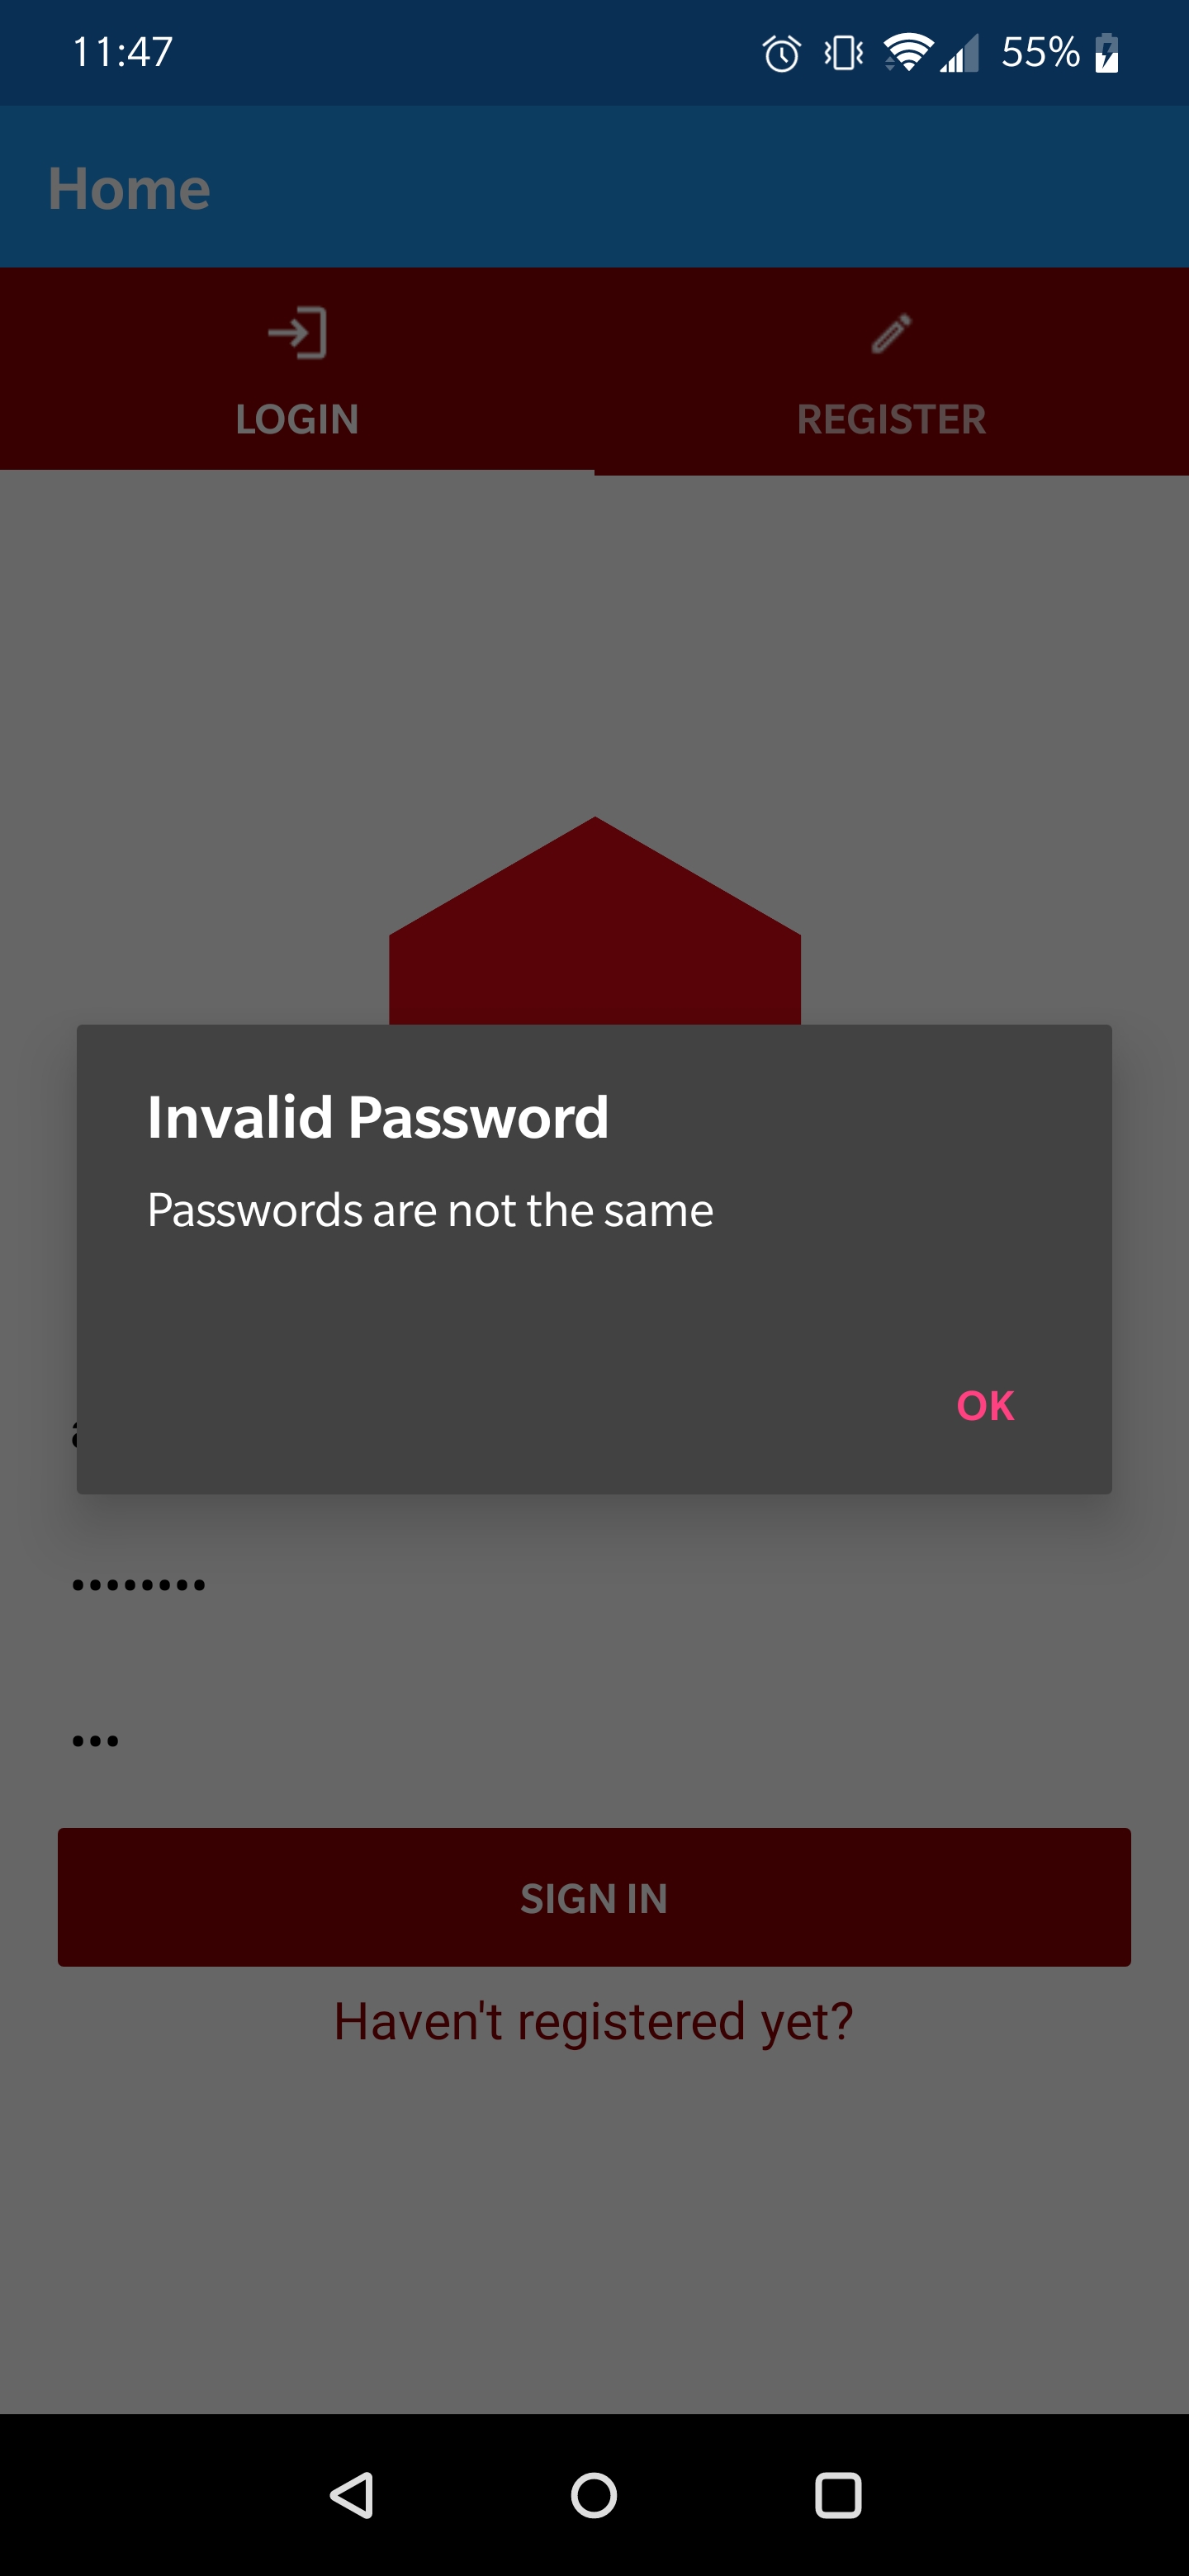 11:47
55%
Home
LOGIN
REGISTER
Invalid Password
Passwords are not the same
OK
••••••••
•••
SIGN IN
Haven't registered yet?